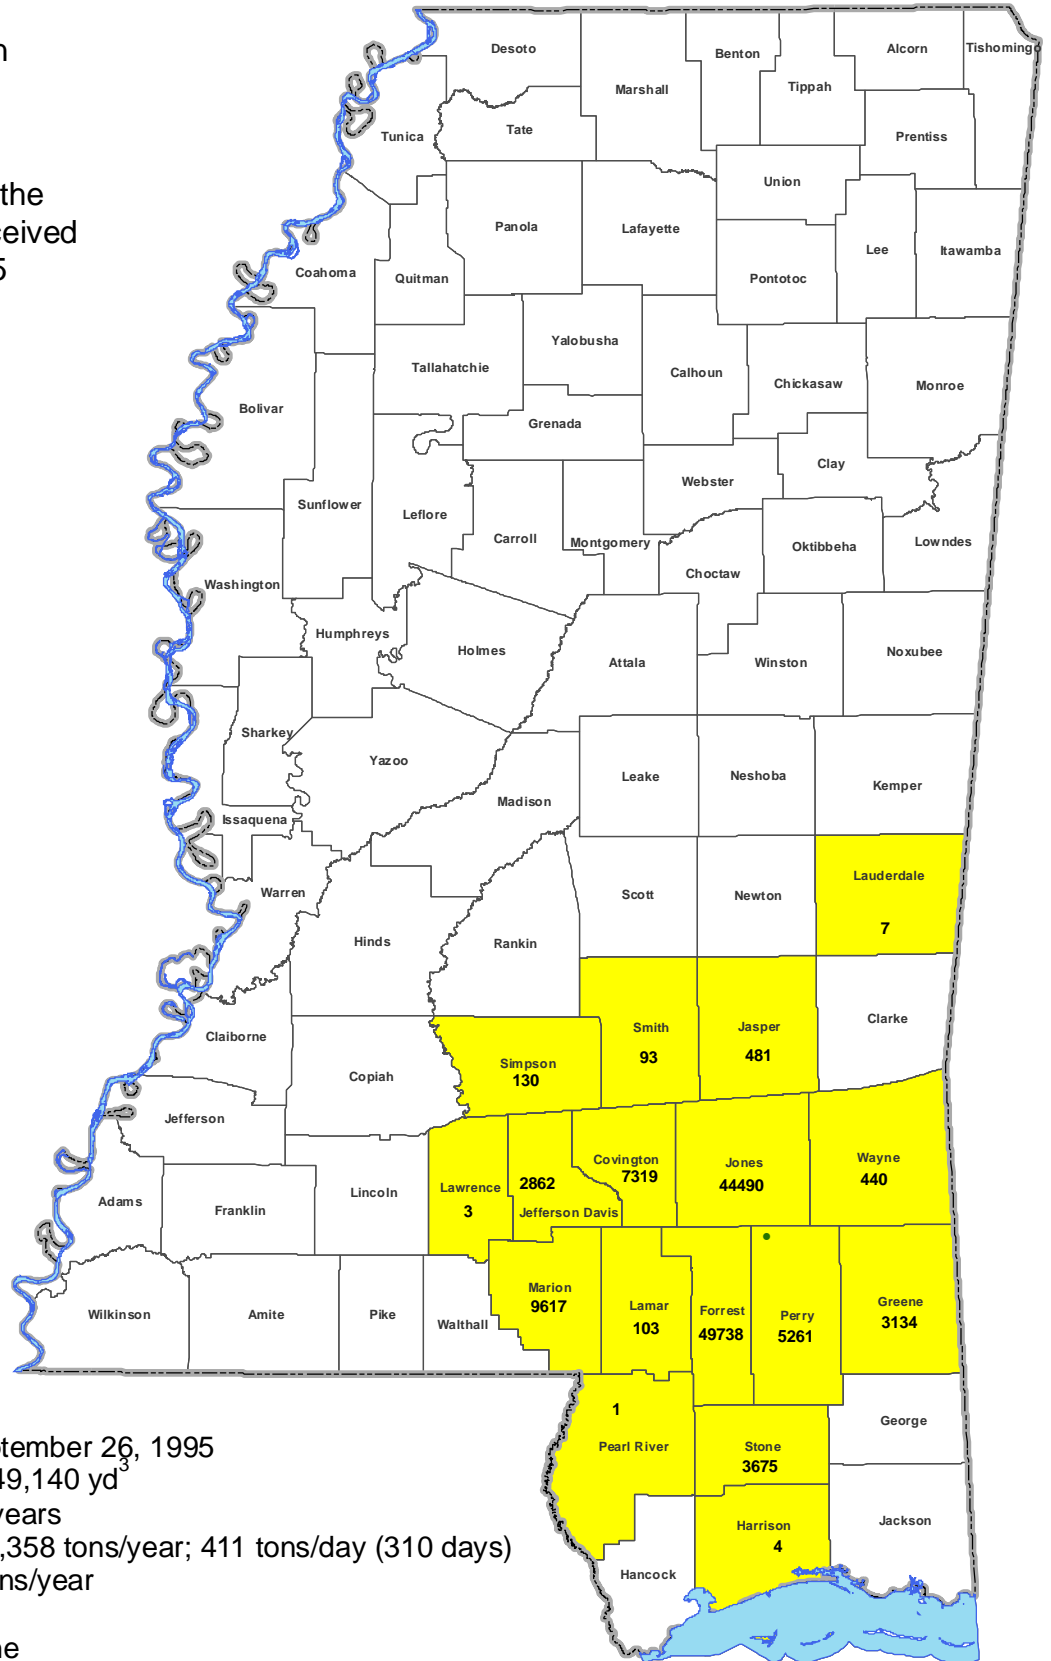 n
the
ceived
5
Desoto
Marshall
Benton
Tippah
Alcorn
Tishomingo
Tunica
Tate
Prentiss
Union
Panola
Lafayette
Lee
Itawamba
Coahoma
Quitman
Pontotoc
Yalobusha
Tallahatchie
Calhoun
Chickasaw
Monroe
Bolivar
Grenada
Clay
Webster
Sunflower
Leflore
Carroll
Montgomery
Oktibbeha
Lowndes
Choctaw
Washington
Humphreys
Holmes
Attala
Winston
Noxubee
Sharkey
Yazoo
Leake
Neshoba
Kemper
Madison
Issaquena
Warren
Scott
Newton
Lauderdale
7
Hinds
Rankin
Claiborne
Copiah
Simpson
130
Smith
93
Jasper
481
Clarke
Jefferson
Adams
Franklin
Lincoln
Lawrence
3
2862
Jefferson Davis
Covington
7319
Jones
44490
Wayne
440
Wilkinson
Amite
Pike
Walthall
Marion
9617
Lamar
103
Forrest
49738
Perry
5261
Greene
3134
1
Pearl River
Stone
3675
George
Harrison
4
Jackson
Hancock
tember 26, 1995
49,140 yd³
years
,358 tons/year; 411 tons/day (310 days)
ns/year
ne